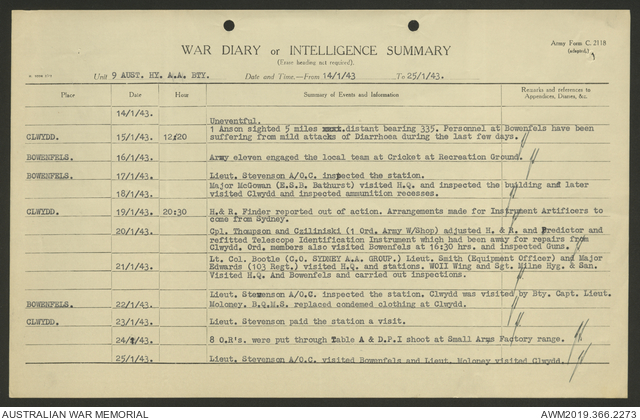 Army Form C. 2118
(adapted.)
WAR DIARY or INTELLIGENCE SUMMARY
(Erase heading not required).
Unit 9 AUST. HY. A.A. BTY. Date and Time.—From 14/1/43. To 25/1/43.
Place Date Hour Summary of Events and Information Remarks and references to Appendices, Diaries, &c.
14/1/43. Uneventful.
CLWYDD. 15/1/43. 12:20 1 Anson sighted 5 miles distant bearing 335. Personnel at Bowenfels have been
suffering from mild attacks of Diarrhoea during the last few days.
BOWENFELS. 16/1/43. Army eleven engaged the local team at Cricket at Recreation Ground.
BOWENFELS. 17/1/43. Lieut. Stevenson A/O.C. inspected the station.
18/1/43. Major McGowan (E.S.B. Bathurst) visited H.Q. and inspected the building and later
visited Clwydd and inspected ammunition recesses.
CLWYDD. 19/1/43. 20:30 H.& R. Finder reported out of action. Arrangements made for Instrument Artificers to
come from Sydney.
20/1/43. Cpl. Thompson and Cziliniski (1 Ord. Army W/Shop) adjusted H. & R. and Predictor and
refitted Telescope Identification Instrument which had been away for repairs from
Clwydd. Ord. members also visited Bowenfels at 16:30 hrs. and inspected Guns.
Lt. Col. Bootle (C.O. SYDNEY A.A. GROUP.) Lieut. Smith (Equipment Officer) and Major
21/1/43. Edwards (103 Regt.) visited H.Q. and stations. WOII Wing and Sgt. Milne Hyg. & San.
Visited H.Q. And Bowenfels and carried out inspections.
Lieut. Stevenson A/O.C. inspected the station. Clwydd was visited by Bty. Capt. Lieut.
BOWENFELS. 22/1/43. Moloney. B.Q.M.S. replaced condemned clothing at Clwydd.
CLWYDD. 23/1/43. Lieut. Stevenson paid the station a visit.
24/1/43. 8 O.R's. were put through Table A & D.P.I shoot at Small Arms Factory range.
25/1/43. Lieut. Stevenson A/O.C. visited Bowenfels and Lieut. Moloney visited Clwydd.
AUSTRALIAN WAR MEMORIAL AWM2019.366.2273